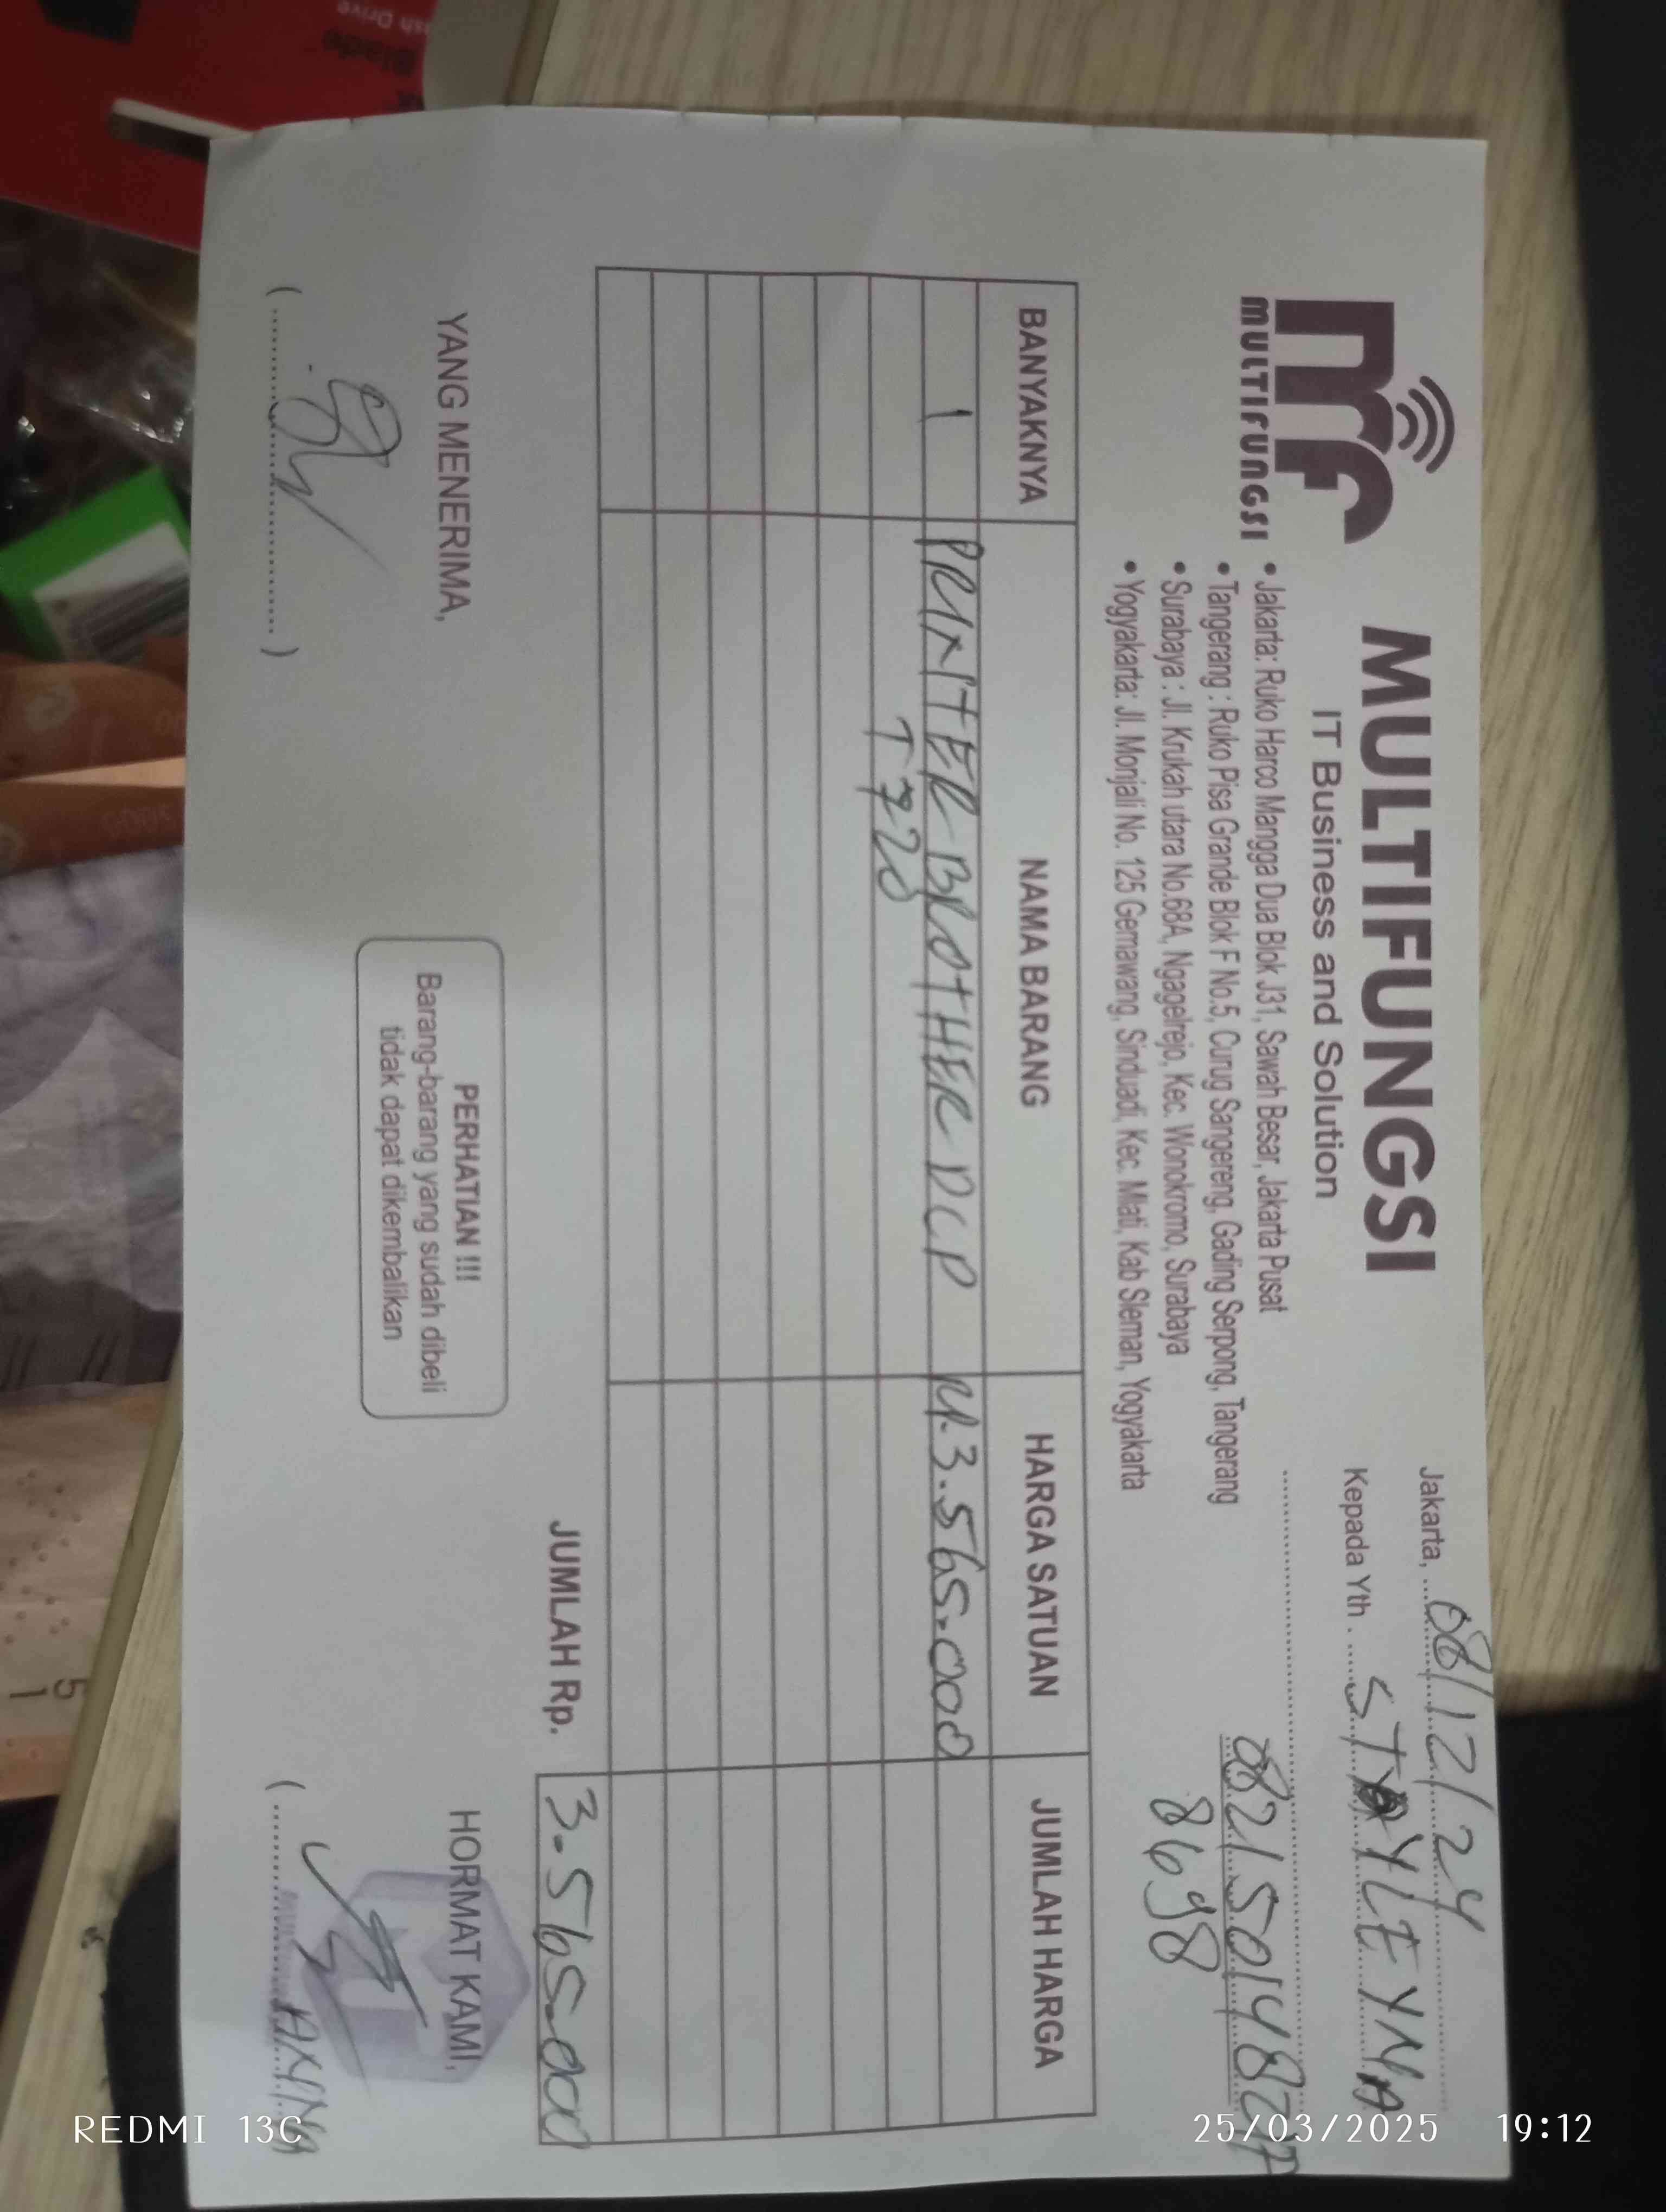 MULTIFUNGSI
MULTIFUNGSI
IT Business and Solution
• Jakarta: Ruko Harco Mangga Dua Blok J31, Sawah Besar, Jakarta Pusat
• Tangerang : Ruko Pisa Grande Blok F No.5, Curug Sangereng, Gading Serpong, Tangerang
• Surabaya : Jl. Krukah utara No.68A, Ngagelrejo, Kec. Wonokromo, Surabaya
• Yogyakarta: Jl. Monjali No. 125 Gemawang, Sinduadi, Kec. Mlati, Kab Sleman, Yogyakarta
Jakarta, 08/12/24
Kepada Yth .
8698
BANYAKNYA NAMA BARANG HARGA SATUAN JUMLAH HARGA
1 PRINTER BROTHER DCP 3.565.000
T720
JUMLAH Rp. 3.565.000
YANG MENERIMA,
PERHATIAN !!!
Barang-barang yang sudah dibeli
tidak dapat dikembalikan
HORMAT KAMI,
ash Drive
Blade
5
1
REDMI 13C
25/03/2025 19:12